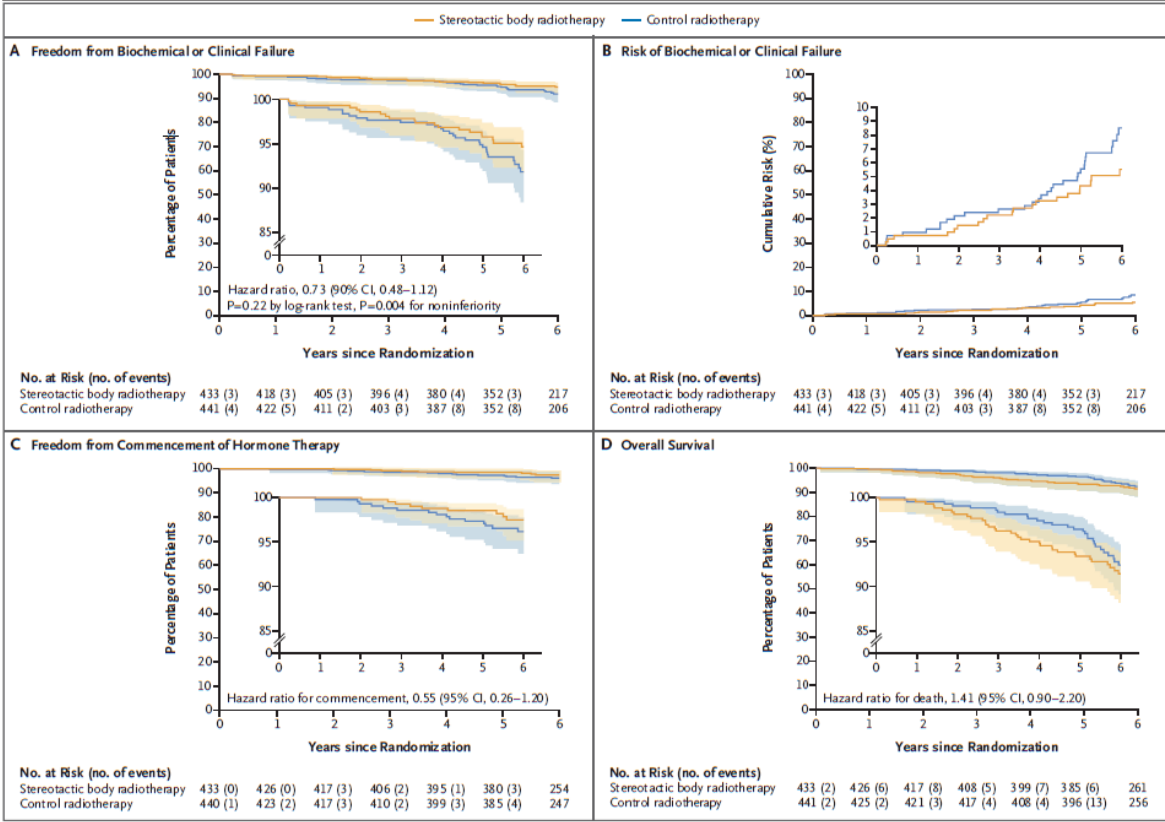 Stereotactic body radiotherapy Control radiotherapy
A Freedom from Biochemical or Clinical Failure
Percentage of Patients
100
90
80
70
60
50
40
30
20
10
0
100
95
90
85
0
0 1 2 3 4 5 6
Hazard ratio, 0.73 (90% CI, 0.48–1.12)
P=0.22 by log-rank test, P=0.004 for noninferiority
0 1 2 3 4 5 6
Years since Randomization
No. at Risk (no. of events)
Stereotactic body radiotherapy 433 (3) 418 (3) 405 (3) 396 (4) 380 (4) 352 (3) 217
Control radiotherapy 441 (4) 422 (5) 411 (2) 403 (3) 387 (8) 352 (8) 206
B Risk of Biochemical or Clinical Failure
Cumulative Risk (%)
100
90
80
70
60
50
40
30
20
10
0
10
9
8
7
6
5
4
3
2
1
0
0 1 2 3 4 5 6
0 1 2 3 4 5 6
Years since Randomization
No. at Risk (no. of events)
Stereotactic body radiotherapy 433 (3) 418 (3) 405 (3) 396 (4) 380 (4) 352 (3) 217
Control radiotherapy 441 (4) 422 (5) 411 (2) 403 (3) 387 (8) 352 (8) 206
C Freedom from Commencement of Hormone Therapy
Percentage of Patients
100
90
80
70
60
50
40
30
20
10
0
100
95
90
85
0
0 1 2 3 4 5 6
Hazard ratio for commencement, 0.55 (95% CI, 0.26–1.20)
0 1 2 3 4 5 6
Years since Randomization
No. at Risk (no. of events)
Stereotactic body radiotherapy 433 (0) 426 (0) 417 (3) 406 (2) 395 (1) 380 (3) 254
Control radiotherapy 440 (1) 423 (2) 417 (3) 410 (2) 399 (3) 385 (4) 247
D Overall Survival
Percentage of Patients
100
90
80
70
60
50
40
30
20
10
0
100
95
90
85
0
0 1 2 3 4 5 6
Hazard ratio for death, 1.41 (95% CI, 0.90–2.20)
0 1 2 3 4 5 6
Years since Randomization
No. at Risk (no. of events)
Stereotactic body radiotherapy 433 (2) 426 (6) 417 (8) 408 (5) 399 (7) 385 (6) 261
Control radiotherapy 441 (2) 425 (2) 421 (3) 417 (4) 408 (4) 396 (13) 256